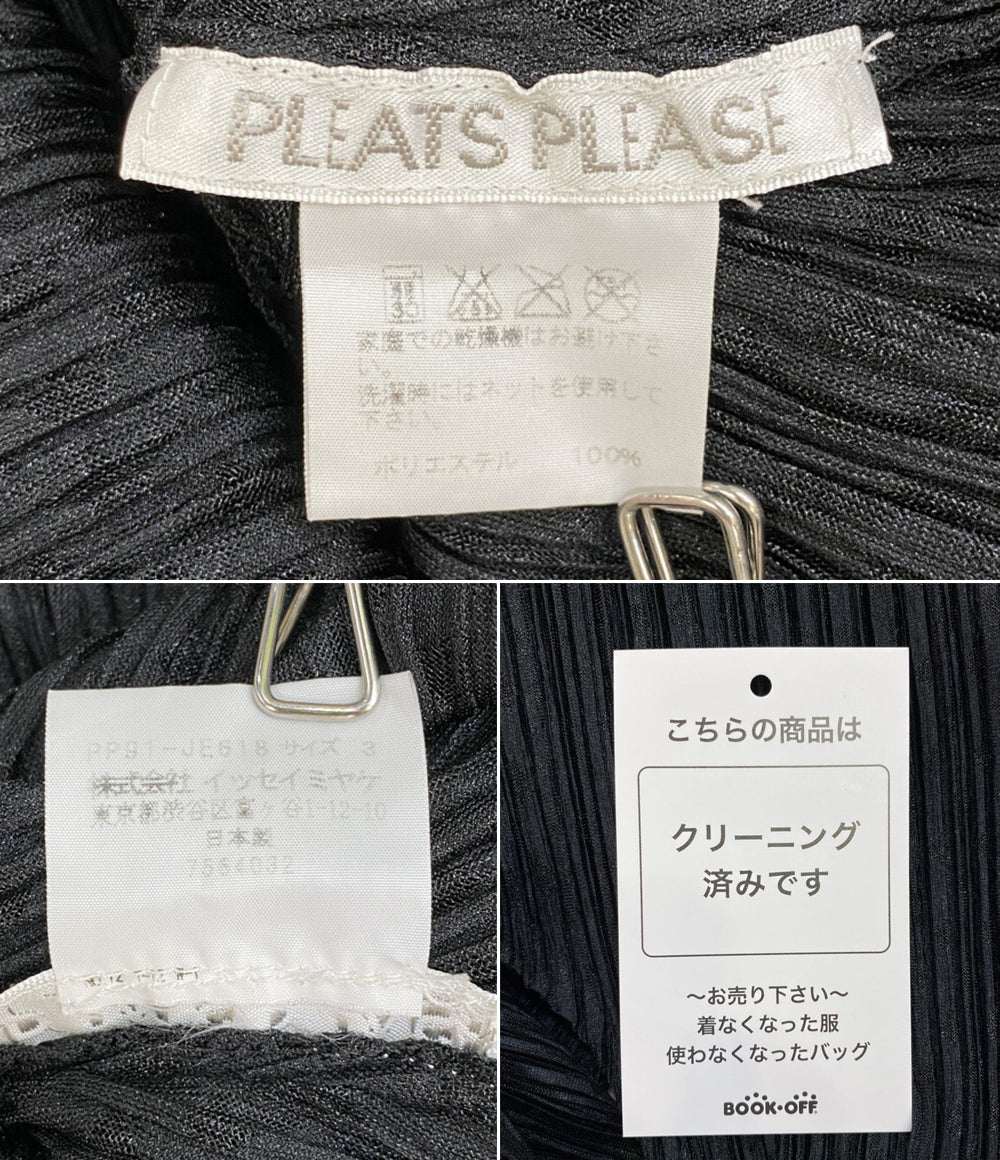 PLEATS PLEASE
家庭での乾燥機はお避け下さ
い。
洗濯時にはネットを使用して
下さい。
ポリエステル 100%
PP91-JE618 サイズ 3
株式会社 イッセイミヤケ
東京都渋谷区富ヶ谷1-12-10
日本製
7564032
こちらの商品は
クリーニング
済みです
〜お売り下さい〜
着なくなった服
使わなくなったバッグ
BOOK・OFF